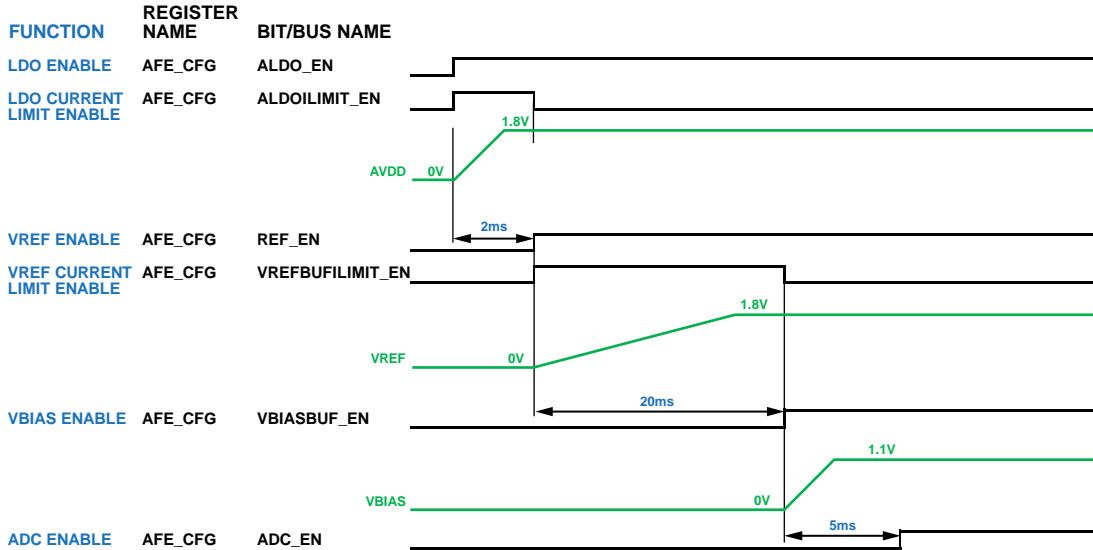 FUNCTION REGISTER NAME BIT/BUS NAME
LDO ENABLE AFE_CFG ALDO_EN
LDO CURRENT LIMIT ENABLE AFE_CFG ALDOILIMIT_EN
1.8V
AVDD 0V
2ms
VREF ENABLE AFE_CFG REF_EN
VREF CURRENT LIMIT ENABLE AFE_CFG VREFBUFILIMIT_EN
1.8V
VREF 0V
20ms
VBIAS ENABLE AFE_CFG VBIASBUF_EN
1.1V
VBIAS 0V
5ms
ADC ENABLE AFE_CFG ADC_EN